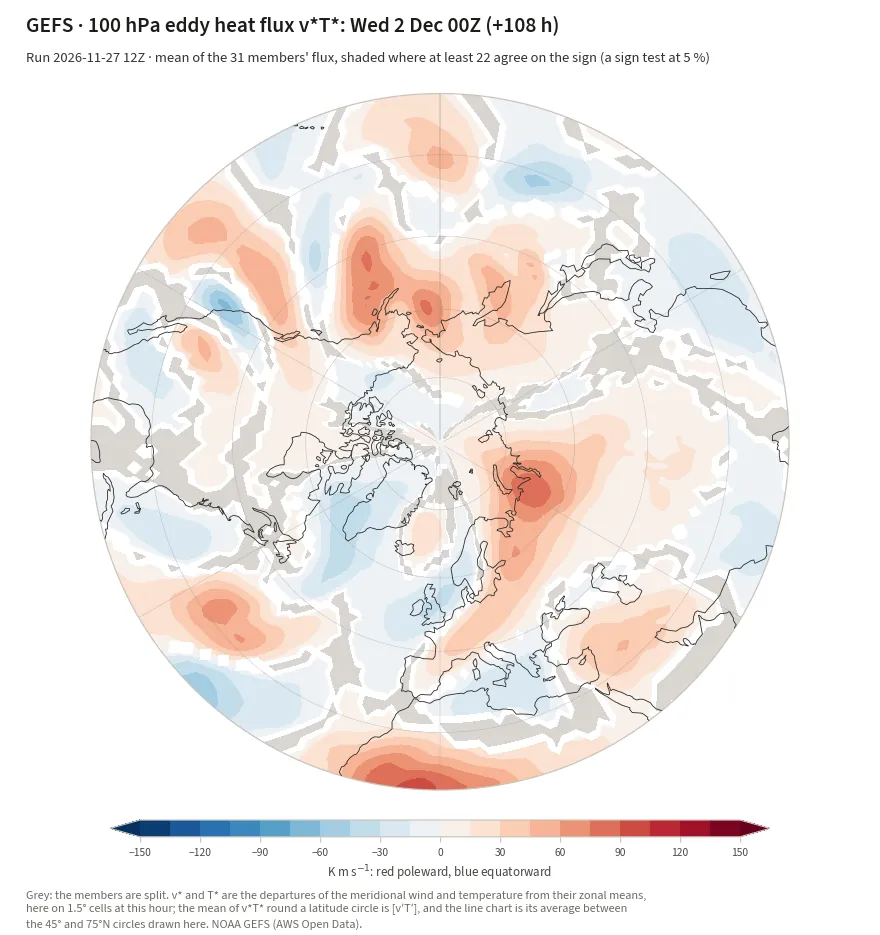 GEFS · 100 hPa eddy heat flux v*T*: Wed 2 Dec 00Z (+108 h)
Run 2026-11-27 12Z · mean of the 31 members' flux, shaded where at least 22 agree on the sign (a sign test at 5 %)
−150 −120 −90 −60 −30 0 30 60 90 120 150
K m s⁻¹: red poleward, blue equatorward
Grey: the members are split. v* and T* are the departures of the meridional wind and temperature from their zonal means,
here on 1.5° cells at this hour; the mean of v*T* round a latitude circle is [v'T'], and the line chart is its average between
the 45° and 75°N circles drawn here. NOAA GEFS (AWS Open Data).